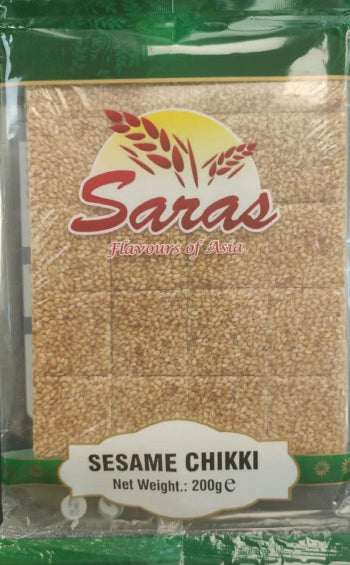 Saras
Flavours of Asia
SESAME CHIKKI
Net Weight.: 200g℮